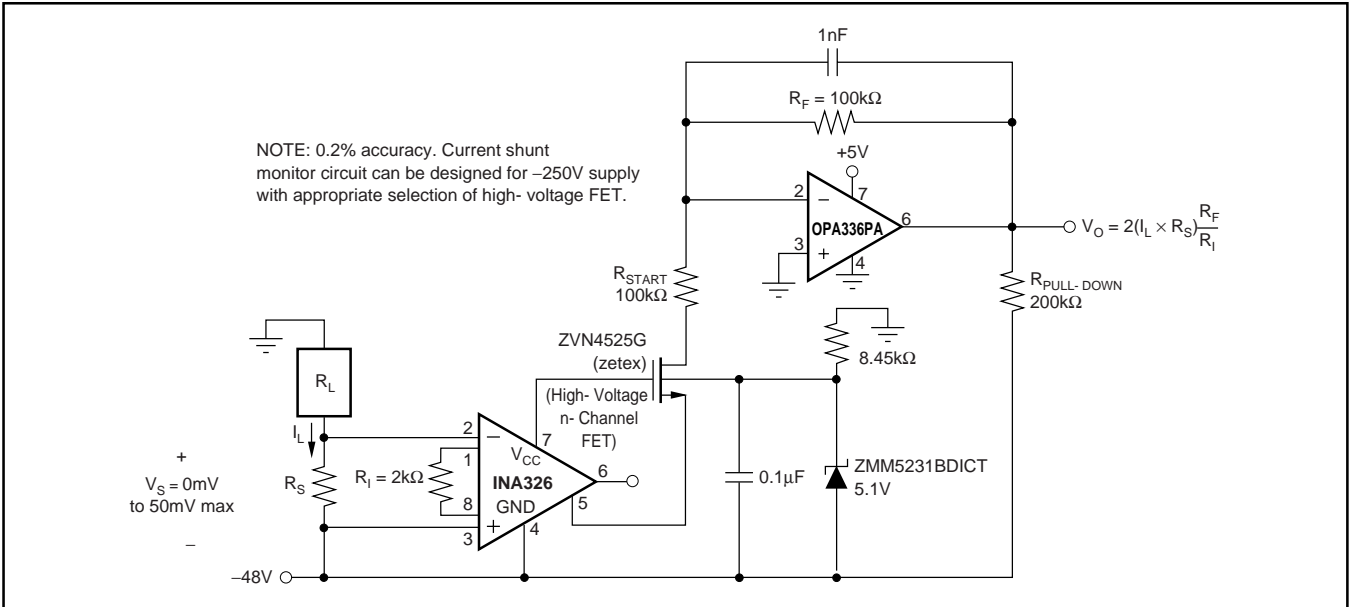 1nF
R_F = 100kΩ
NOTE: 0.2% accuracy. Current shunt
monitor circuit can be designed for –250V supply
with appropriate selection of high- voltage FET.
+5V
2
–
7
OPA336PA
6
3
+
4
V_O = 2(I_L × R_S) R_F
R_I
R_START
100kΩ
R_PULL- DOWN
200kΩ
ZVN4525G
(zetex)
8.45kΩ
R_L
(High- Voltage
n- Channel
FET)
I_L
2
–
7
1
V_CC
+
V_S = 0mV
to 50mV max
–
R_S
R_I = 2kΩ
INA326
6
0.1µF
ZMM5231BDICT
5.1V
8
GND
5
+
3
4
–48V